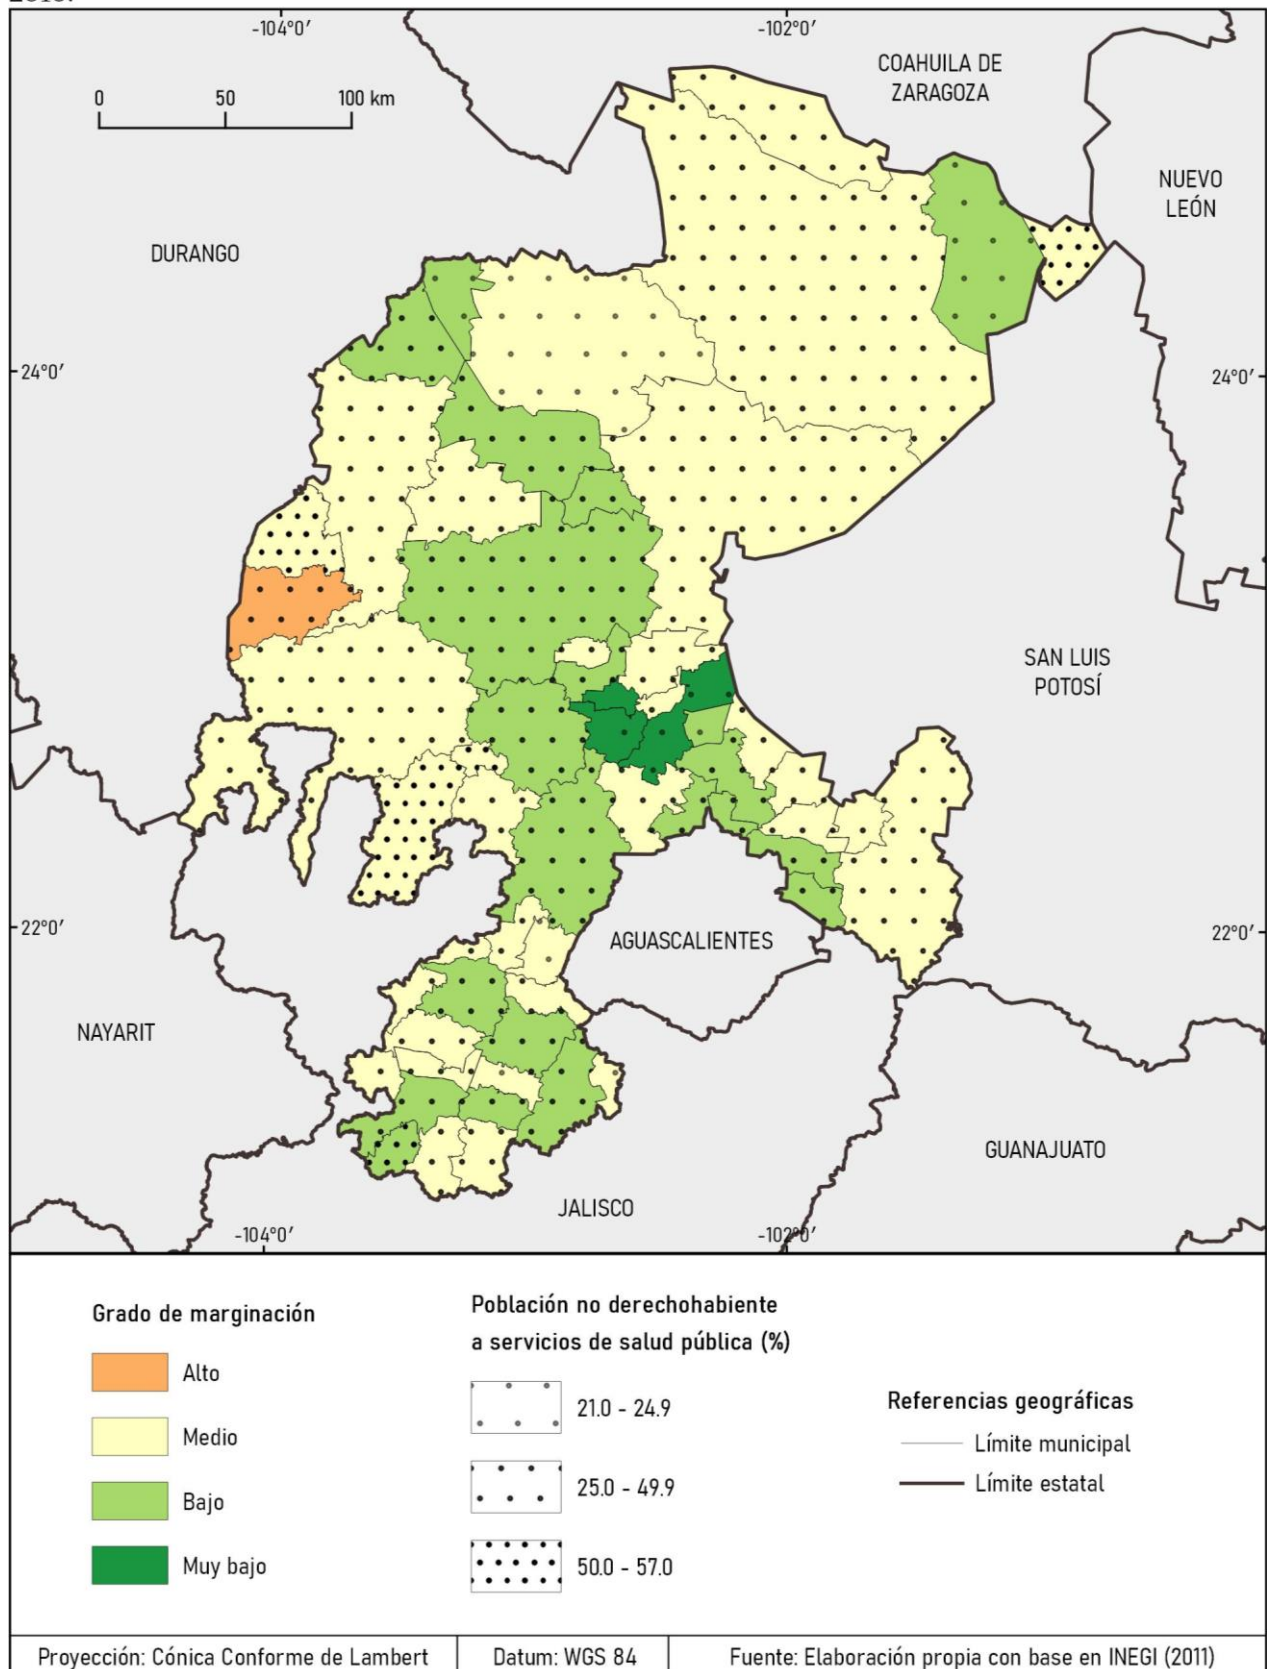 -104°0′
-102°0′
COAHUILA DE
ZARAGOZA
0 50 100 km
NUEVO
LEÓN
DURANGO
24°0′
24°0′
SAN LUIS
POTOSÍ
22°0′
22°0′
AGUASCALIENTES
NAYARIT
GUANAJUATO
JALISCO
-104°0′
-102°0′
Grado de marginación
Alto
Medio
Bajo
Muy bajo
Población no derechohabiente
a servicios de salud pública (%)
21.0 - 24.9
25.0 - 49.9
50.0 - 57.0
Referencias geográficas
Límite municipal
Límite estatal
Proyección: Cónica Conforme de Lambert
Datum: WGS 84
Fuente: Elaboración propia con base en INEGI (2011)